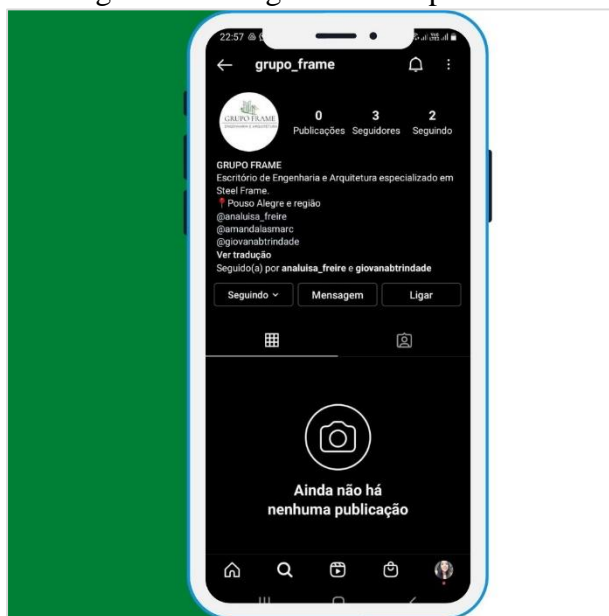 22:57
grupo_frame
GRUPO FRAME
0 3 2
Publicações Seguidores Seguindo
GRUPO FRAME
Escritório de Engenharia e Arquitetura especializado em
Steel Frame.
📍Pouso Alegre e região
@analuisa_freire
@amandalasmarc
@giovanabtrindade
Ver tradução
Seguido(a) por analuisa_freire e giovanabtrindade
Seguindo Mensagem Ligar
Ainda não há
nenhuma publicação